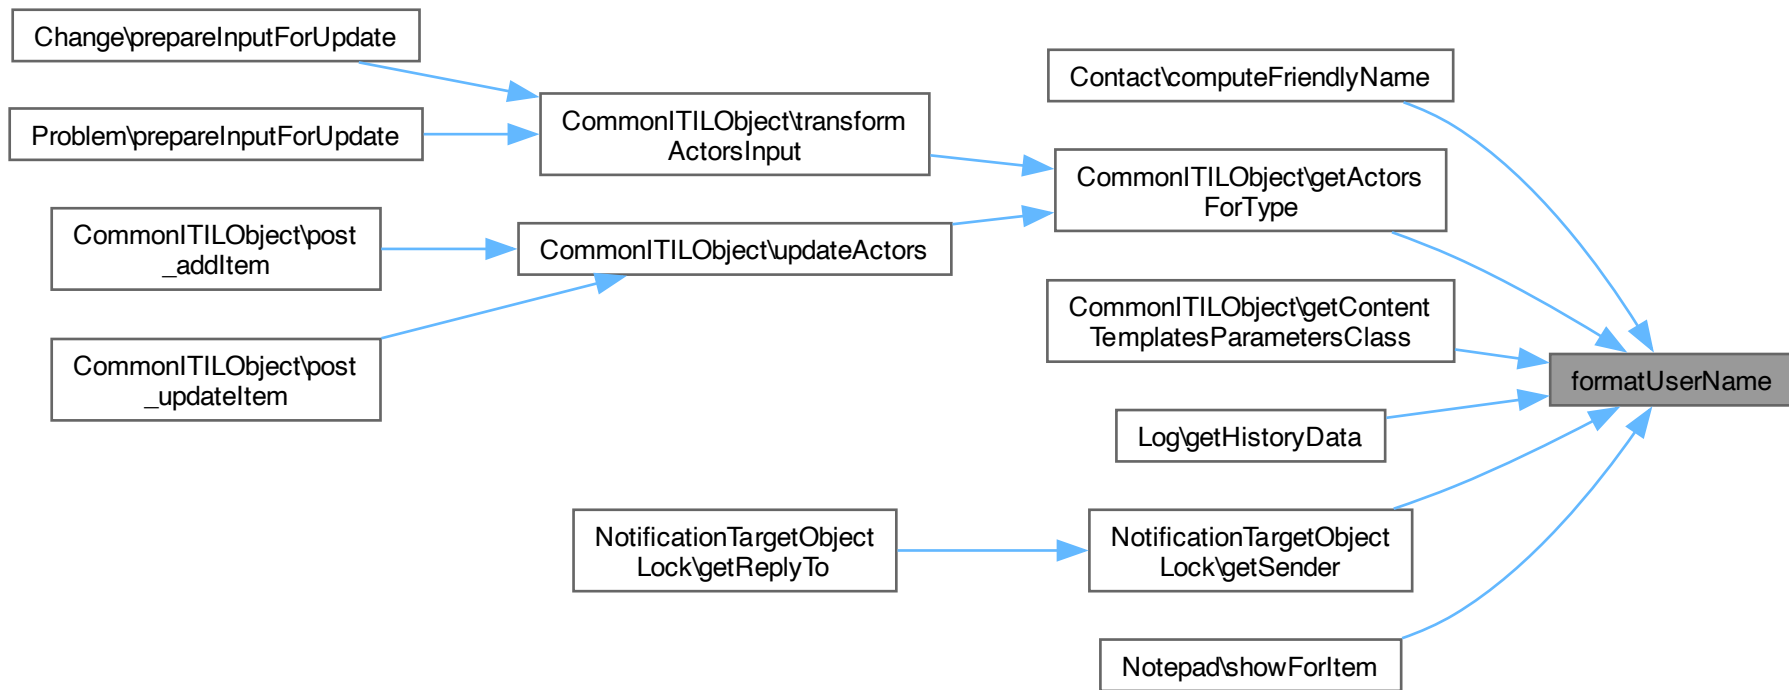 Change\prepareInputForUpdate
Problem\prepareInputForUpdate
CommonITILObject\post
_addItem
CommonITILObject\post
_updateItem
CommonITILObject\transform
ActorsInput
CommonITILObject\updateActors
NotificationTargetObject
Lock\getReplyTo
Contact\computeFriendlyName
CommonITILObject\getActors
ForType
CommonITILObject\getContent
TemplatesParametersClass
Log\getHistoryData
NotificationTargetObject
Lock\getSender
Notepad\showForItem
formatUserName